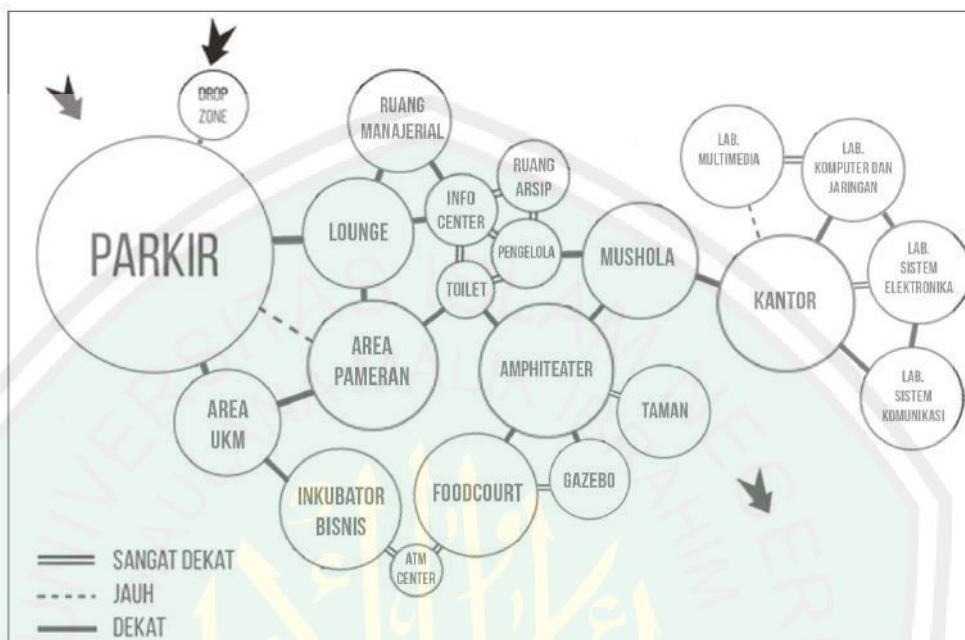 DROP
ZONE
PARKIR
RUANG
MANAJERIAL
LOUNGE
INFO
CENTER
RUANG
ARSIP
PENGELOLA
TOILET
MUSHOLA
LAB.
MULTIMEDIA
LAB.
KOMPUTER DAN
JARINGAN
KANTOR
LAB.
SISTEM
ELEKTRONIKA
LAB.
SISTEM
KOMUNIKASI
AREA
PAMERAN
AMPHITEATER
TAMAN
AREA
UKM
INKUBATOR
BISNIS
FOODCOURT
GAZEBO
ATM
CENTER
SANGAT DEKAT
JAUH
DEKAT